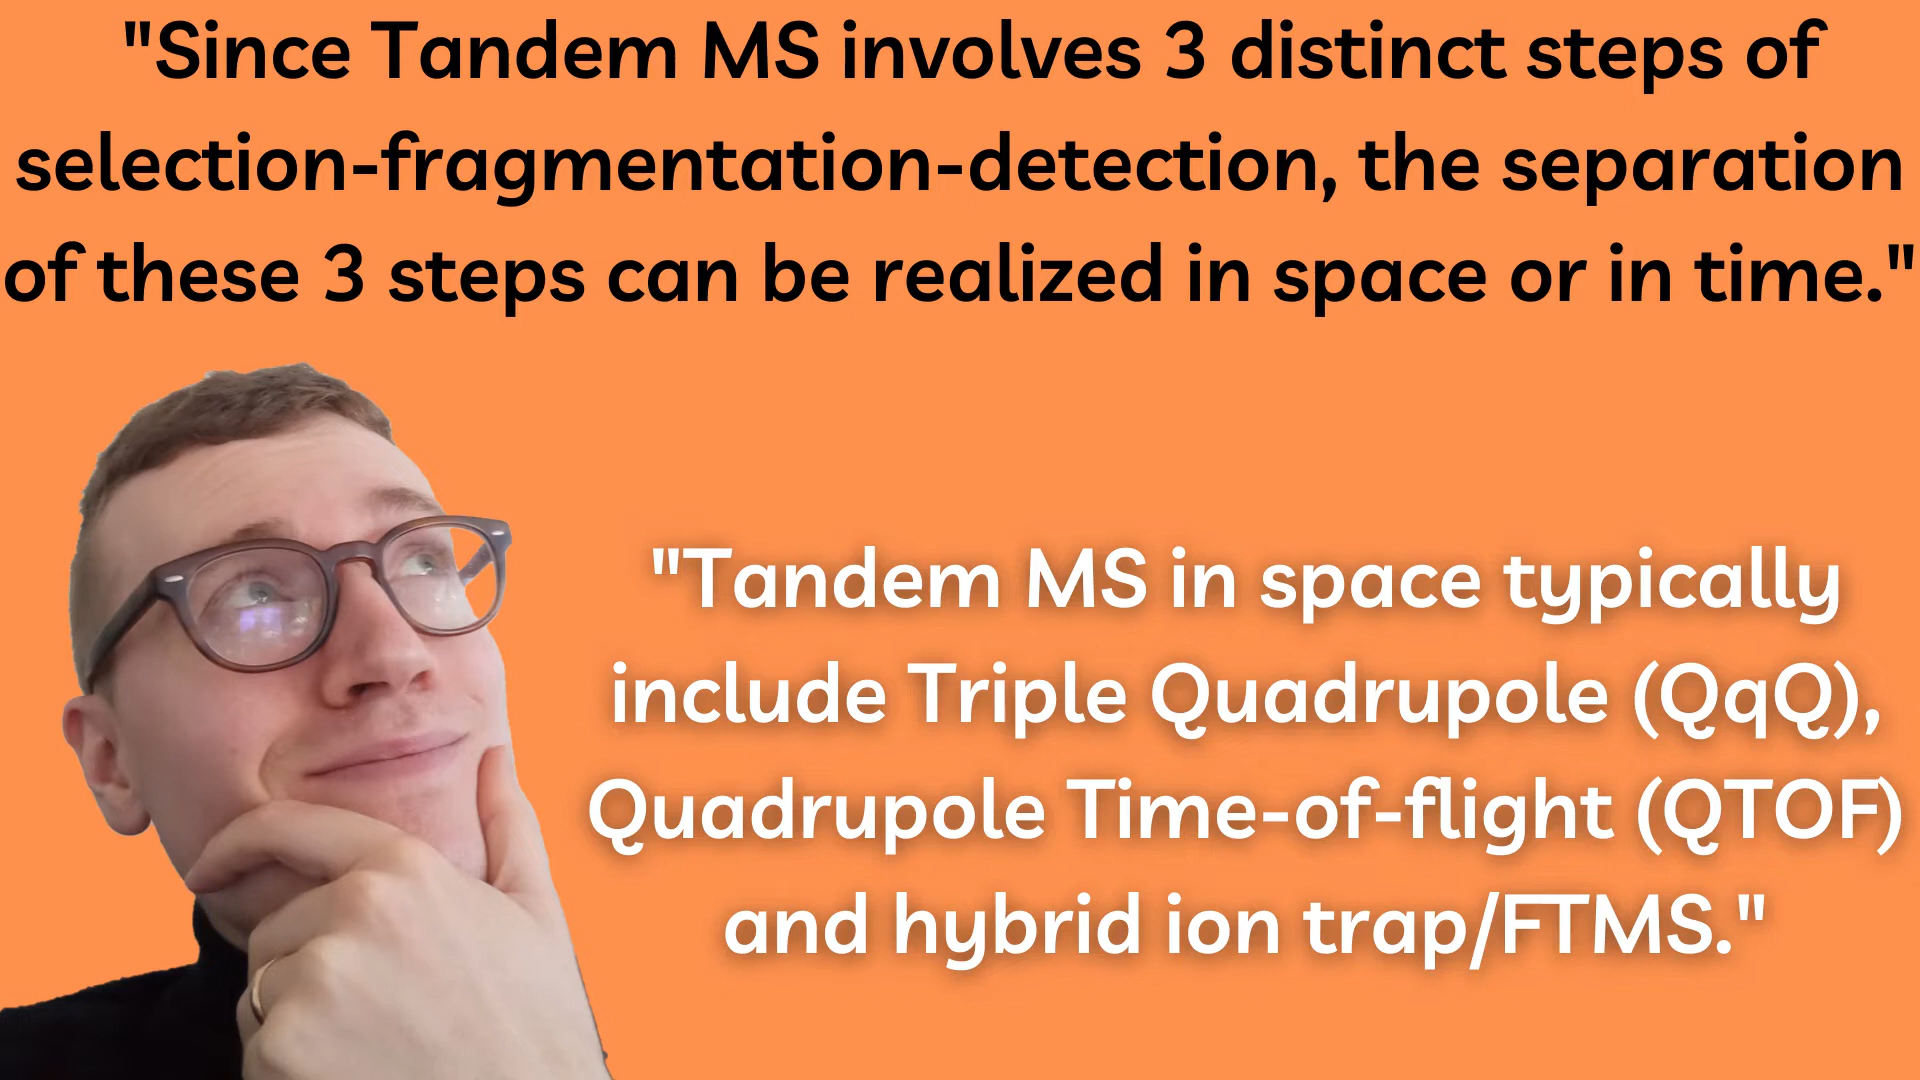 "Since Tandem MS involves 3 distinct steps of
selection-fragmentation-detection, the separation
of these 3 steps can be realized in space or in time."
"Tandem MS in space typically
include Triple Quadrupole (QqQ),
Quadrupole Time-of-flight (QTOF)
and hybrid ion trap/FTMS."